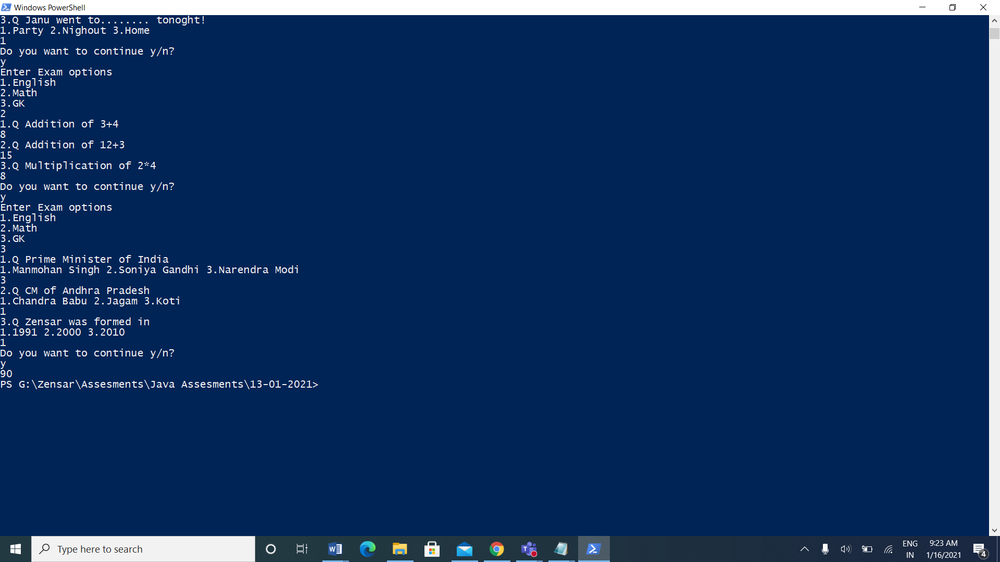 Windows PowerShell
3.Q Janu went to........ tonoght!
1.Party 2.Nighout 3.Home
1
Do you want to continue y/n?
y
Enter Exam options
1.English
2.Math
3.GK
2
1.Q Addition of 3+4
8
2.Q Addition of 12+3
15
3.Q Multiplication of 2*4
8
Do you want to continue y/n?
y
Enter Exam options
1.English
2.Math
3.GK
3
1.Q Prime Minister of India
1.Manmohan Singh 2.Soniya Gandhi 3.Narendra Modi
3
2.Q CM of Andhra Pradesh
1.Chandra Babu 2.Jagam 3.Koti
1
3.Q Zensar was formed in
1.1991 2.2000 3.2010
1
Do you want to continue y/n?
y
90
PS G:\Zensar\Assesments\Java Assesments\13-01-2021>
Type here to search
ENG
IN
9:23 AM
1/16/2021
4